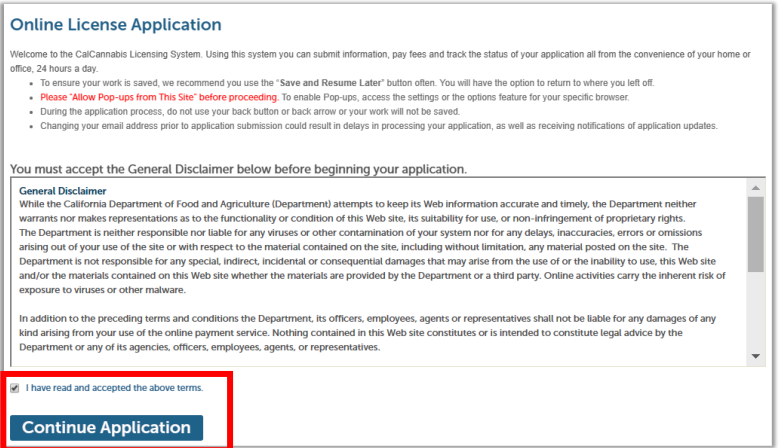 Online License Application
Welcome to the CalCannabis Licensing System. Using this system you can submit information, pay fees and track the status of your application all from the convenience of your home or
office, 24 hours a day.
• To ensure your work is saved, we recommend you use the "Save and Resume Later" button often. You will have the option to return to where you left off.
• Please "Allow Pop-ups from This Site" before proceeding. To enable Pop-ups, access the settings or the options feature for your specific browser.
• During the application process, do not use your back button or back arrow or your work will not be saved.
• Changing your email address prior to application submission could result in delays in processing your application, as well as receiving notifications of application updates.
You must accept the General Disclaimer below before beginning your application.
General Disclaimer
While the California Department of Food and Agriculture (Department) attempts to keep its Web information accurate and timely, the Department neither
warrants nor makes representations as to the functionality or condition of this Web site, its suitability for use, or non-infringement of proprietary rights.
The Department is neither responsible nor liable for any viruses or other contamination of your system nor for any delays, inaccuracies, errors or omissions
arising out of your use of the site or with respect to the material contained on the site, including without limitation, any material posted on the site. The
Department is not responsible for any special, indirect, incidental or consequential damages that may arise from the use of or the inability to use, this Web site
and/or the materials contained on this Web site whether the materials are provided by the Department or a third party. Online activities carry the inherent risk of
exposure to viruses or other malware.
In addition to the preceding terms and conditions the Department, its officers, employees, agents or representatives shall not be liable for any damages of any
kind arising from your use of the online payment service. Nothing contained in this Web site constitutes or is intended to constitute legal advice by the
Department or any of its agencies, officers, employees, agents, or representatives.
I have read and accepted the above terms.
Continue Application